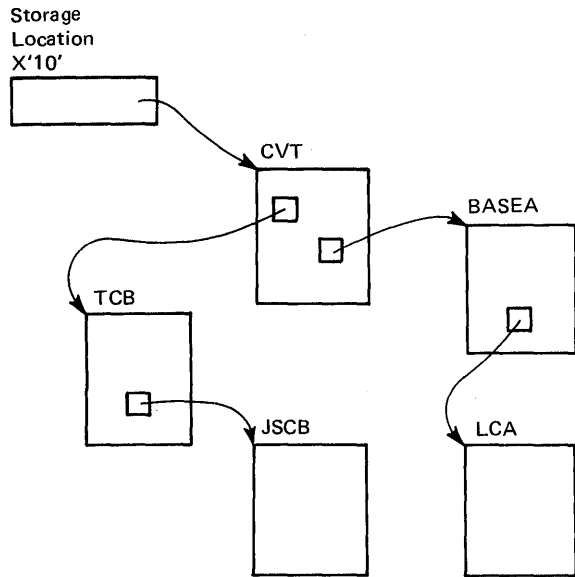 Storage
Location
X'10'
CVT
BASEA
TCB
JSCB
LCA